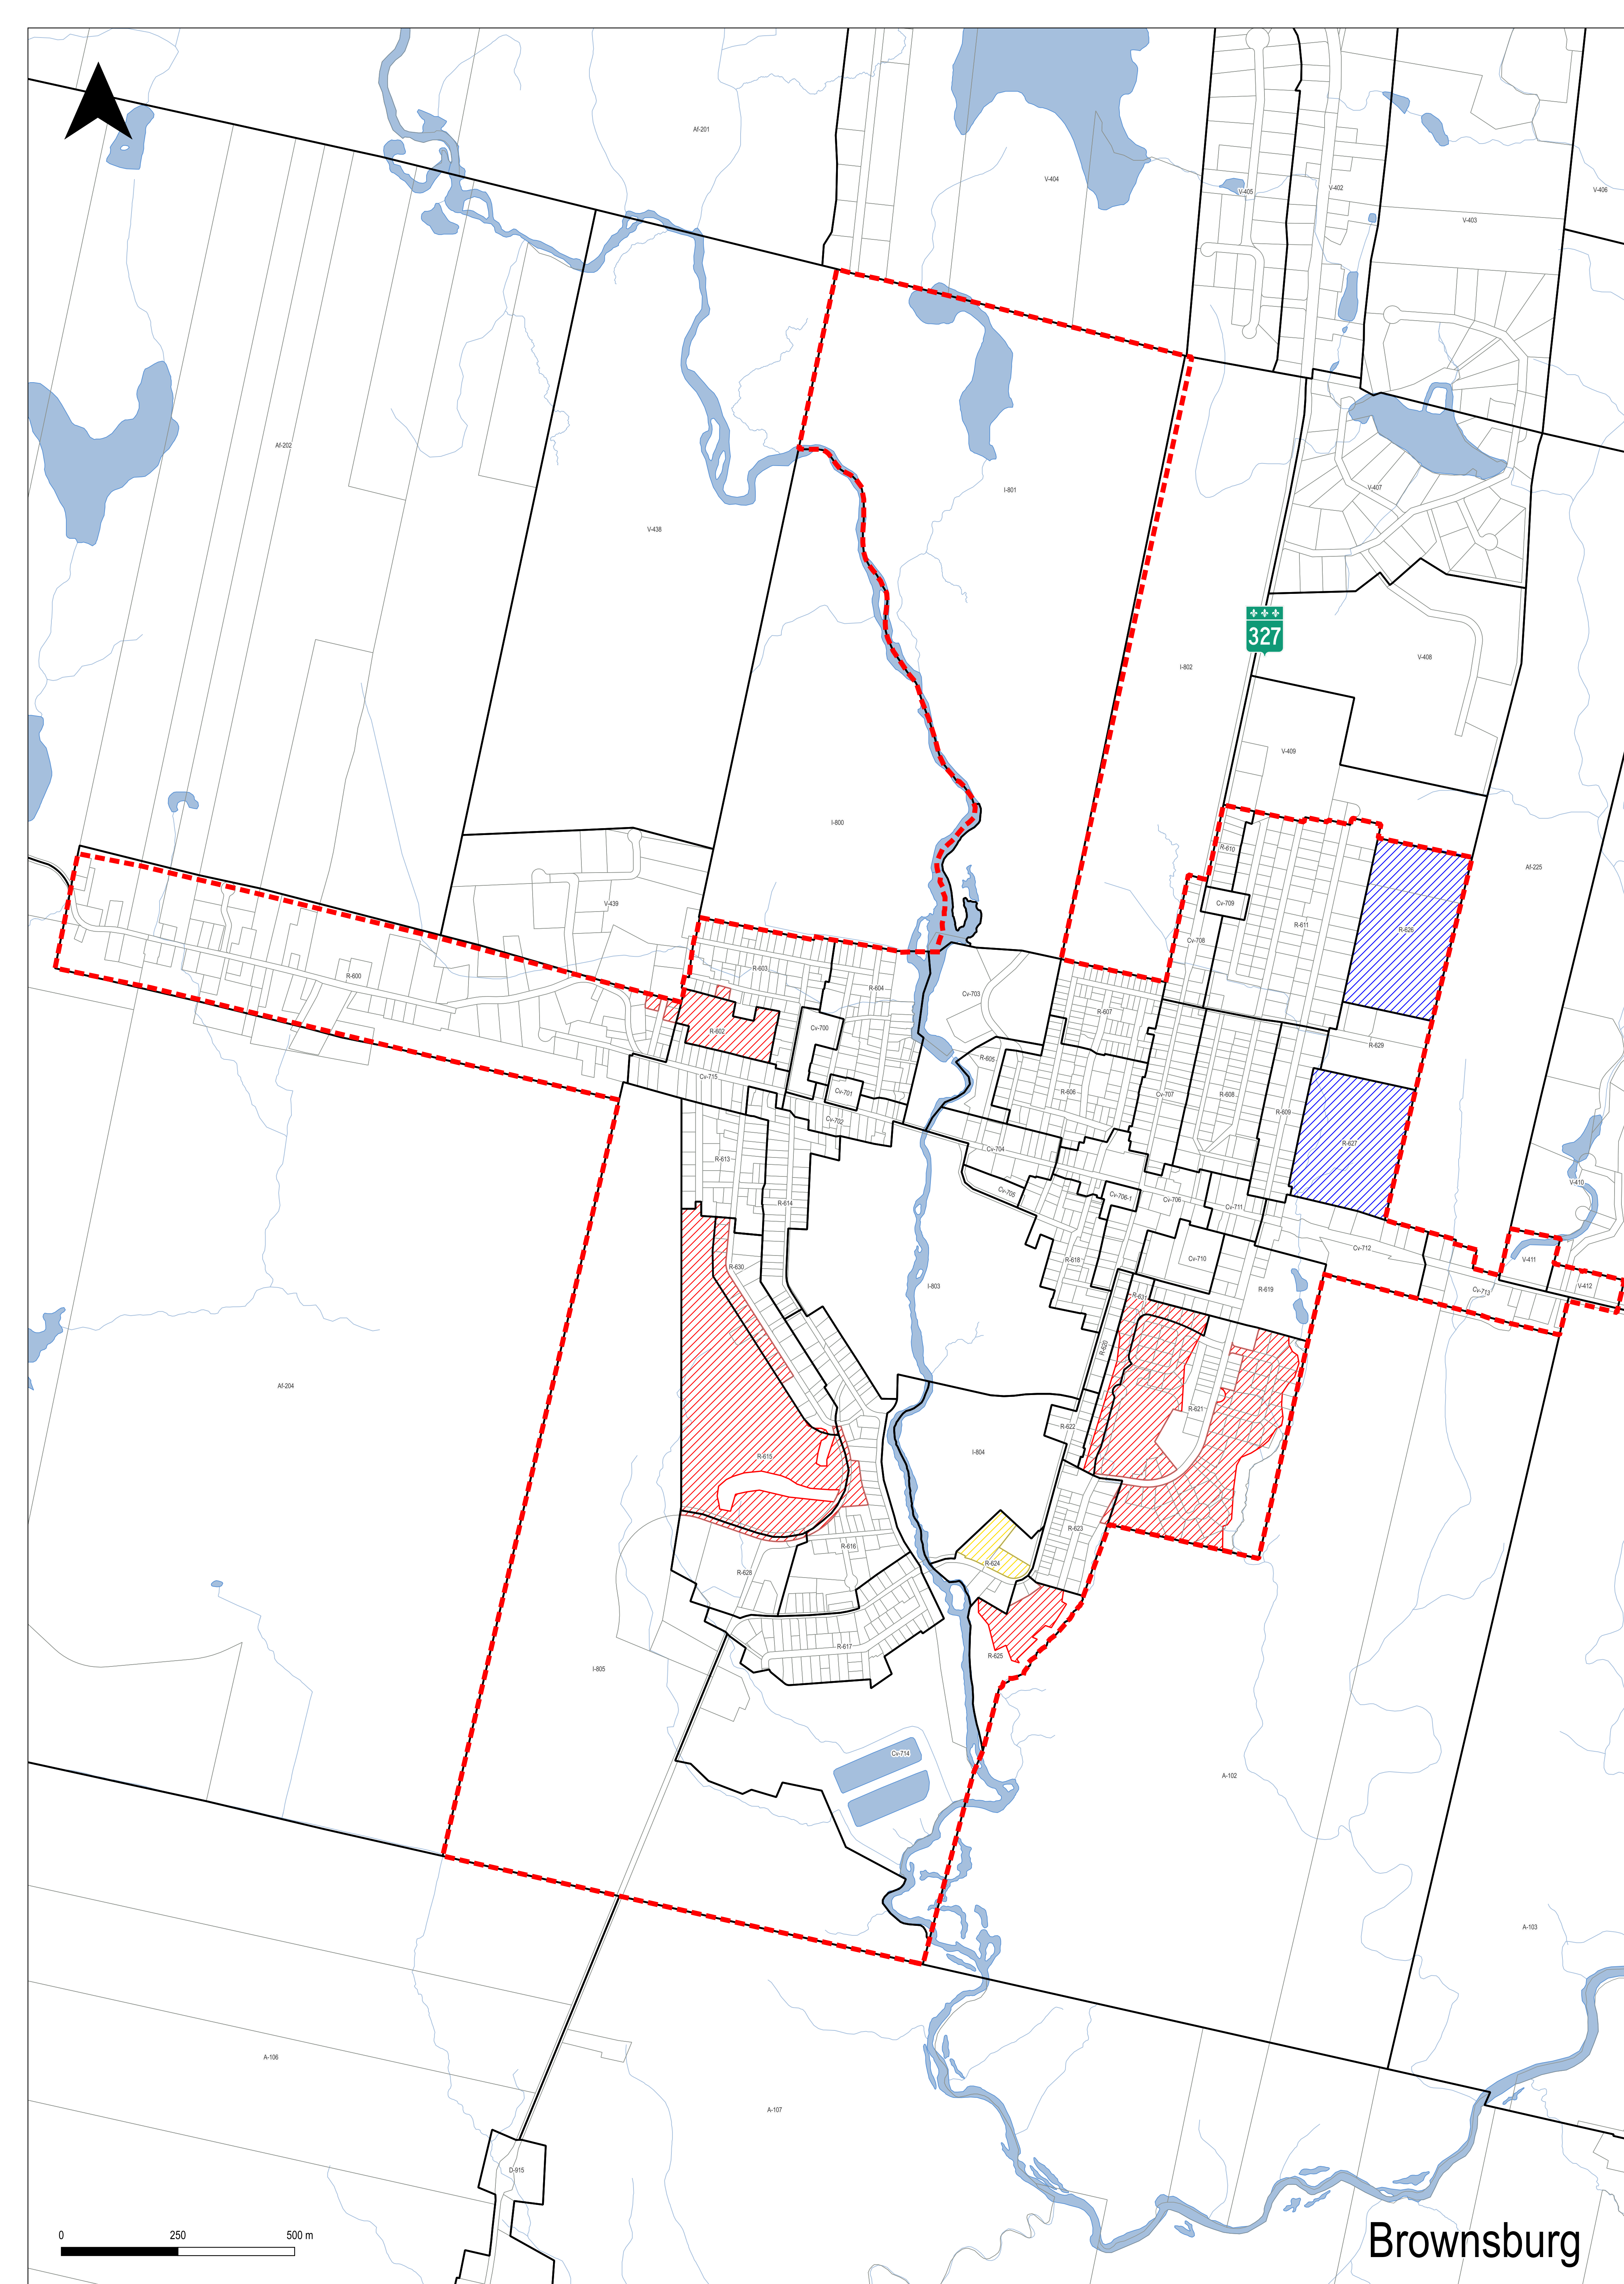 Af-201
V-404
V-405
V-402
V-406
V-403
Af-202
V-407
I-801
V-438
327
V-408
I-802
V-409
I-800
R-610
Af-225
V-439
Cv-709
R-611
R-626
Cv-708
R-603
R-600
R-604
Cv-703
R-607
Cv-700
R-602
R-629
R-605
Cv-715
Cv-701
R-606
Cv-707
R-608
R-609
Cv-702
R-627
Cv-704
R-613
V-410
Cv-705
Cv-706-1
Cv-706
R-614
Cv-711
Cv-712
R-618
Cv-710
V-411
R-630
I-803
V-412
R-619
Cv-713
R-631
R-620
Af-204
R-621
R-622
I-804
R-615
R-623
R-616
R-624
R-628
R-617
R-625
I-805
Cv-714
A-102
A-103
A-106
A-107
D-915
0 250 500 m
Brownsburg